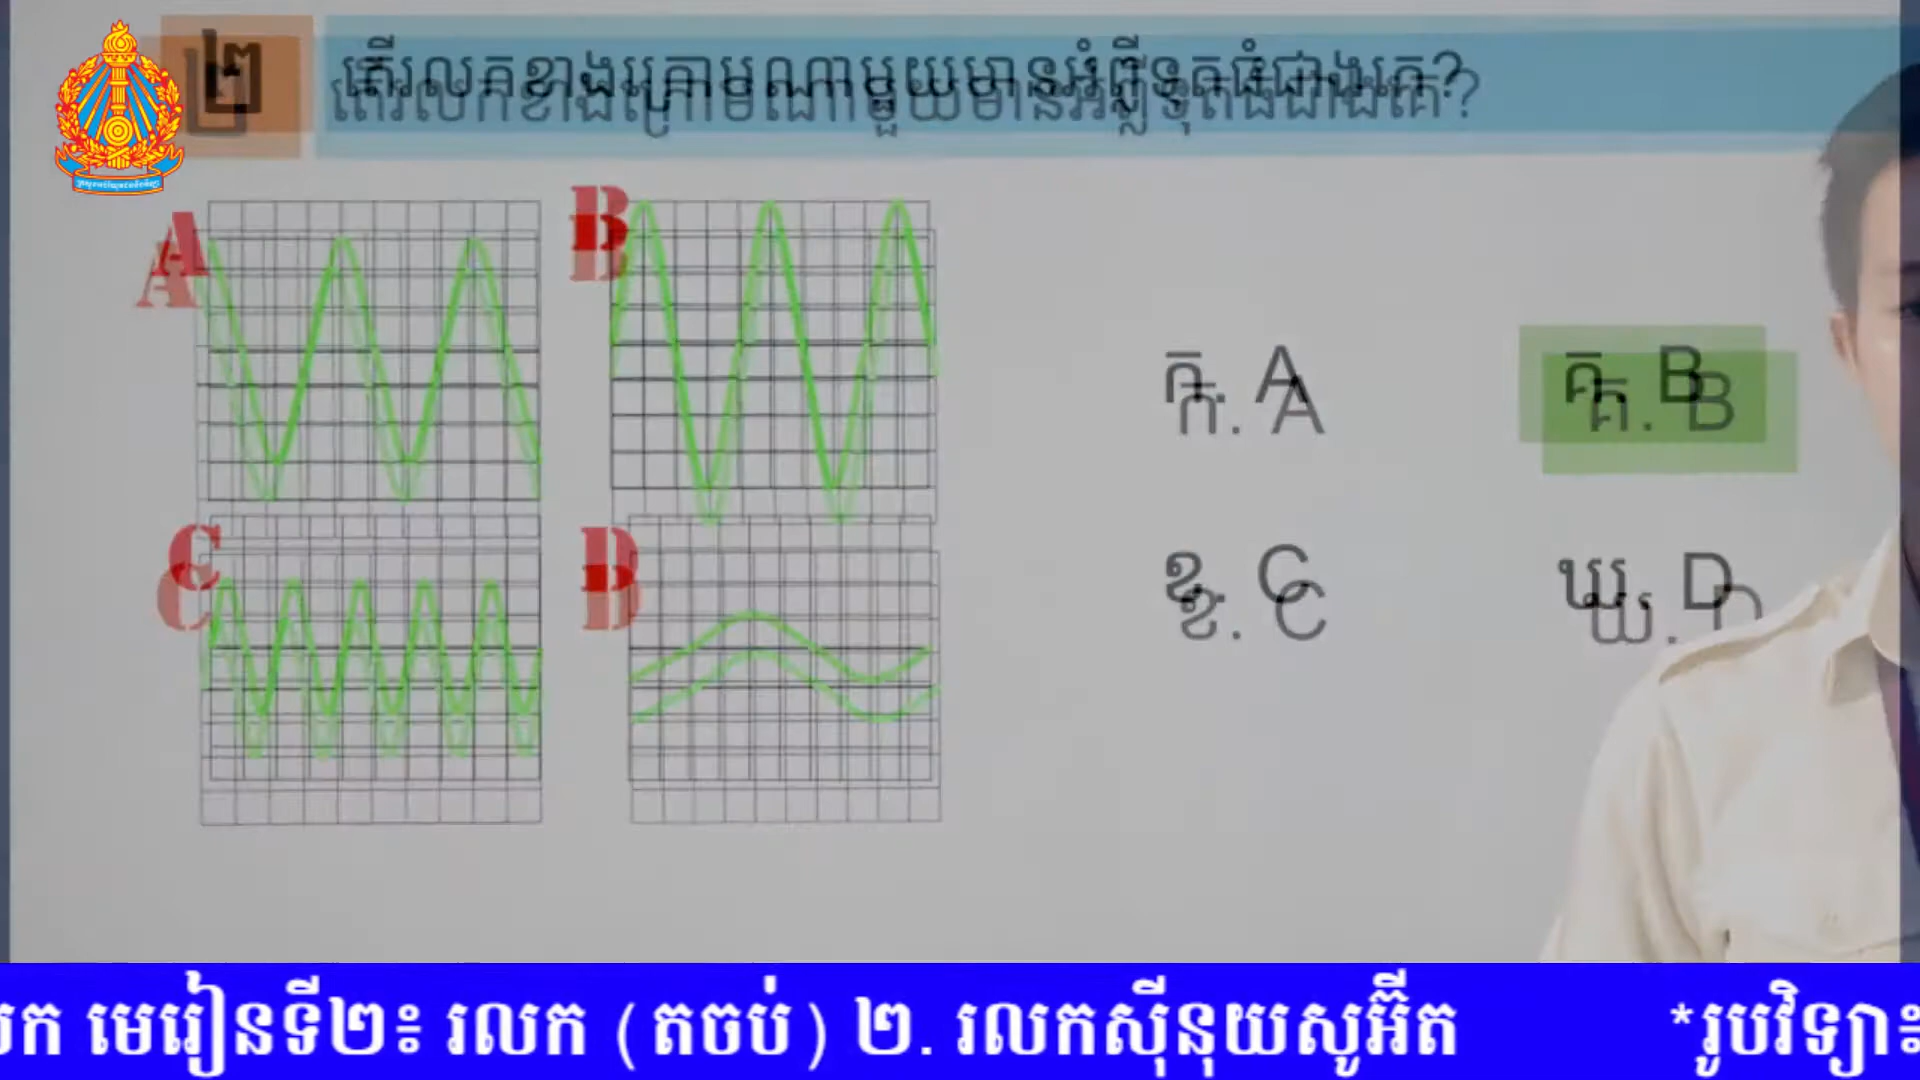 ២ តើរលកខាងក្រោមណាមួយមានអំព្លីទុតធំជាងគេ?
A B
ក. A គ. B
C D
ខ. C ឃ. D
មេរៀនទី២៖ រលក (តចប់) ២. រលកស៊ីនុយសូអ៊ីត *រូបវិទ្យា៖